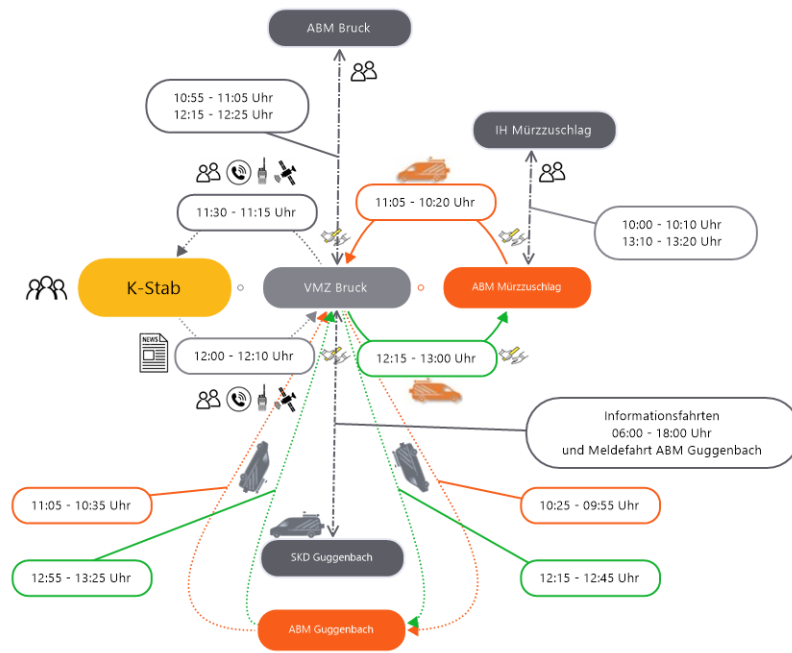 ABM Bruck
10:55 - 11:05 Uhr
12:15 - 12:25 Uhr
IH Mürzzuschlag
11:30 - 11:15 Uhr
11:05 - 10:20 Uhr
10:00 - 10:10 Uhr
13:10 - 13:20 Uhr
K-Stab
VMZ Bruck
ABM Mürzzuschlag
NEWS
12:00 - 12:10 Uhr
12:15 - 13:00 Uhr
Informationsfahrten
06:00 - 18:00 Uhr
und Meldefahrt ABM Guggenbach
11:05 - 10:35 Uhr
10:25 - 09:55 Uhr
SKD Guggenbach
12:55 - 13:25 Uhr
12:15 - 12:45 Uhr
ABM Guggenbach